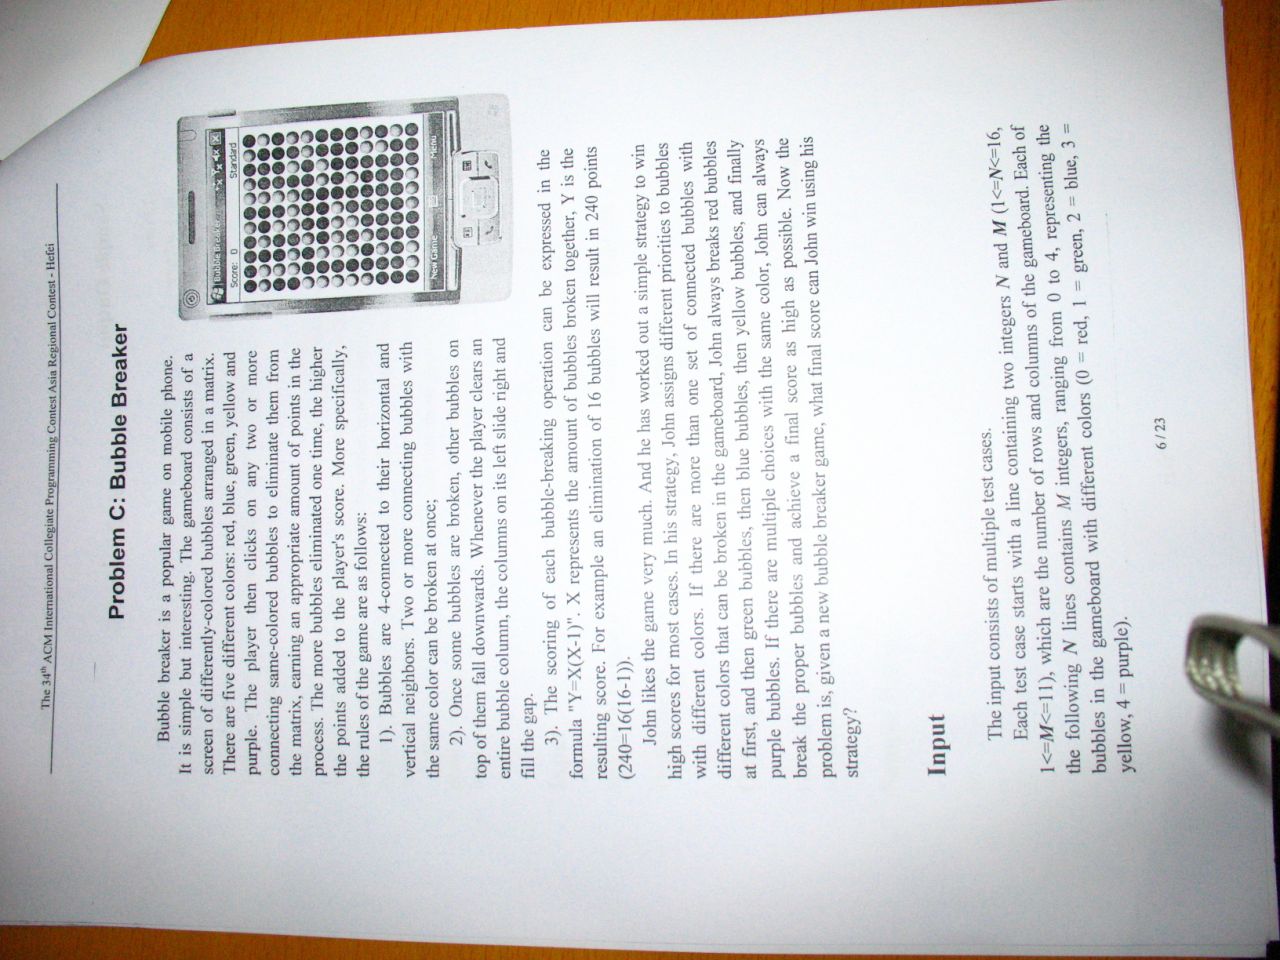 The 34th ACM International Collegiate Programming Contest Asia Regional Contest - Hefei
Problem C: Bubble Breaker
Bubble breaker is a popular game on mobile phone.
It is simple but interesting. The gameboard consists of a
screen of differently-colored bubbles arranged in a matrix.
There are five different colors: red, blue, green, yellow and
purple. The player then clicks on any two or more
connecting same-colored bubbles to eliminate them from
the matrix, earning an appropriate amount of points in the
process. The more bubbles eliminated one time, the higher
the points added to the player's score. More specifically,
the rules of the game are as follows:
1). Bubbles are 4-connected to their horizontal and
vertical neighbors. Two or more connecting bubbles with
the same color can be broken at once;
2). Once some bubbles are broken, other bubbles on
top of them fall downwards. Whenever the player clears an
entire bubble column, the columns on its left slide right and
fill the gap.
Bubble Breaker
Score: 0 Standard
New Game Menu
3). The scoring of each bubble-breaking operation can be expressed in the
formula "Y=X(X-1)". X represents the amount of bubbles broken together, Y is the
resulting score. For example an elimination of 16 bubbles will result in 240 points
(240=16(16-1)).
John likes the game very much. And he has worked out a simple strategy to win
high scores for most cases. In his strategy, John assigns different priorities to bubbles
with different colors. If there are more than one set of connected bubbles with
different colors that can be broken in the gameboard, John always breaks red bubbles
at first, and then green bubbles, then blue bubbles, then yellow bubbles, and finally
purple bubbles. If there are multiple choices with the same color, John can always
break the proper bubbles and achieve a final score as high as possible. Now the
problem is, given a new bubble breaker game, what final score can John win using his
strategy?
Input
The input consists of multiple test cases.
Each test case starts with a line containing two integers N and M (1<=N<=16,
1<=M<=11), which are the number of rows and columns of the gameboard. Each of
the following N lines contains M integers, ranging from 0 to 4, representing the
bubbles in the gameboard with different colors (0 = red, 1 = green, 2 = blue, 3 =
yellow, 4 = purple).
6 / 23